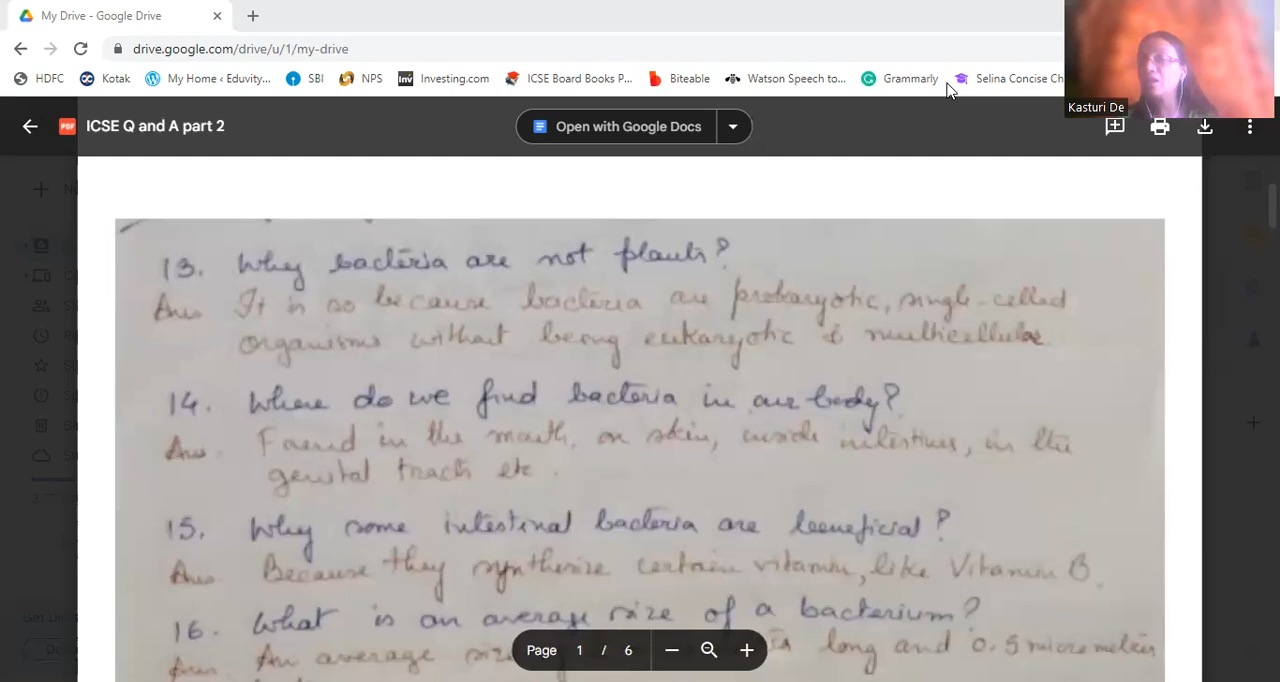 My Drive - Google Drive
drive.google.com/drive/u/1/my-drive
HDFC Kotak My Home ‹ Eduvity... SBI NPS Investing.com ICSE Board Books P... Biteable Watson Speech to... Grammarly Selina Concise Ch
Kasturi De
ICSE Q and A part 2
Open with Google Docs
13. Why bacteria are not plants?
Ans It is so because bacteria are prokaryotic, single-celled
organisms without being eukaryotic & multicellular
14. Where do we find bacteria in our body?
Ans. Found in the mouth, on skin, inside intestines, in the
genital tract etc.
15. Why some intestinal bacteria are beneficial?
Ans Because they synthesize certain vitamin, like Vitamin B.
16. What is an average size of a bacterium?
Ans An average size long and 0.5 micrometers
Page 1 / 6